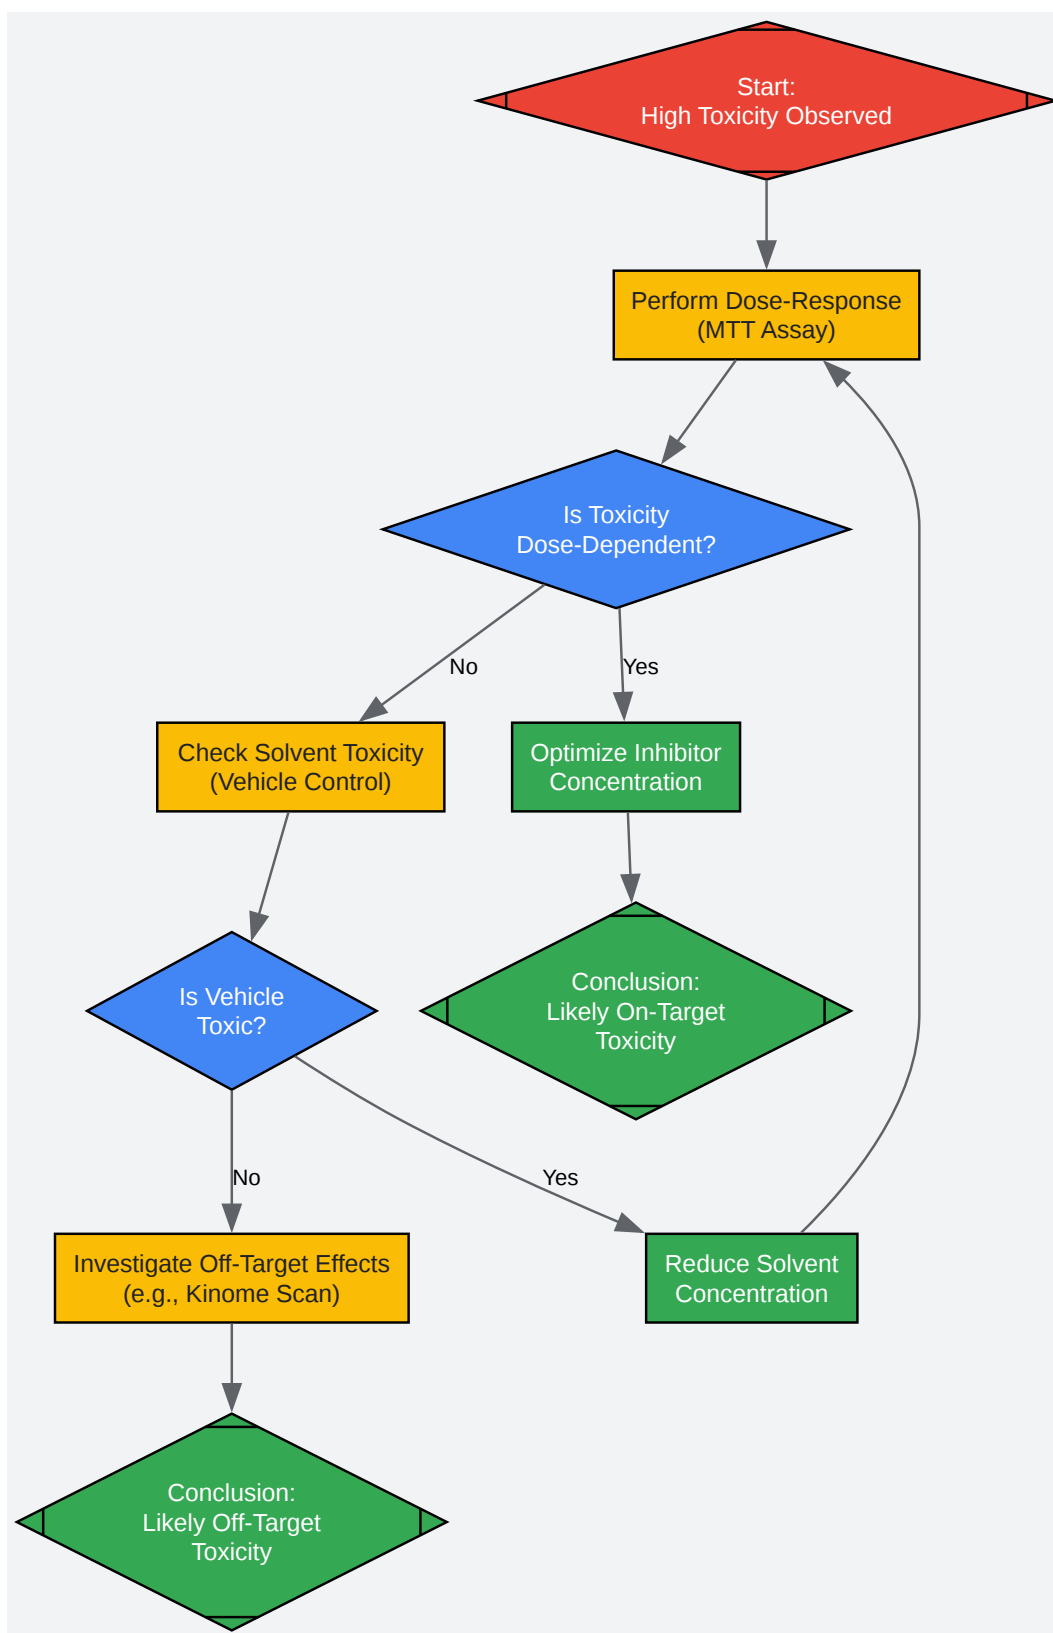 Start:
High Toxicity Observed
Perform Dose-Response
(MTT Assay)
Is Toxicity
Dose-Dependent?
No
Yes
Check Solvent Toxicity
(Vehicle Control)
Optimize Inhibitor
Concentration
Is Vehicle
Toxic?
Conclusion:
Likely On-Target
Toxicity
No
Yes
Investigate Off-Target Effects
(e.g., Kinome Scan)
Reduce Solvent
Concentration
Conclusion:
Likely Off-Target
Toxicity